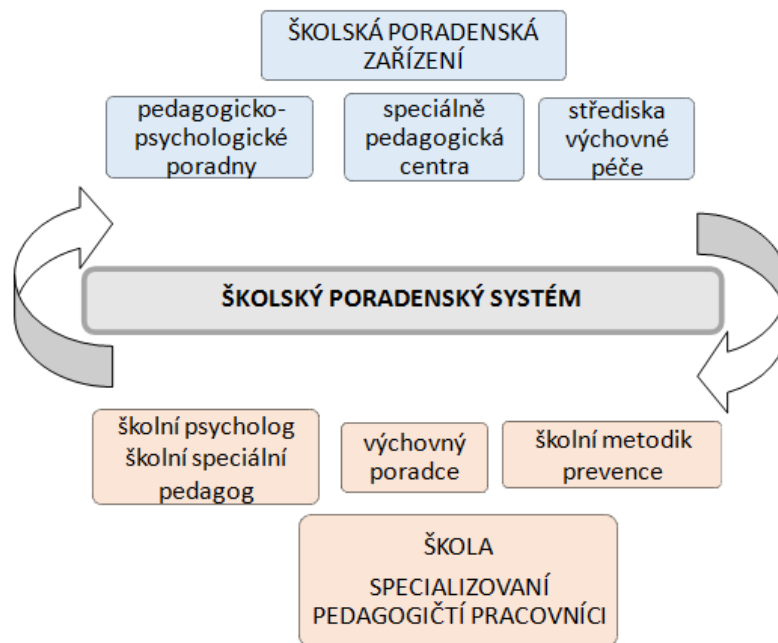 ŠKOLSKÁ PORADENSKÁ
ZAŘÍZENÍ
pedagogicko-
psychologické
poradny
speciálně
pedagogická
centra
střediska
výchovné
péče
ŠKOLSKÝ PORADENSKÝ SYSTÉM
školní psycholog
školní speciální
pedagog
výchovný
poradce
školní metodik
prevence
ŠKOLA
SPECIALIZOVANÍ
PEDAGOGIČTÍ PRACOVNÍCI